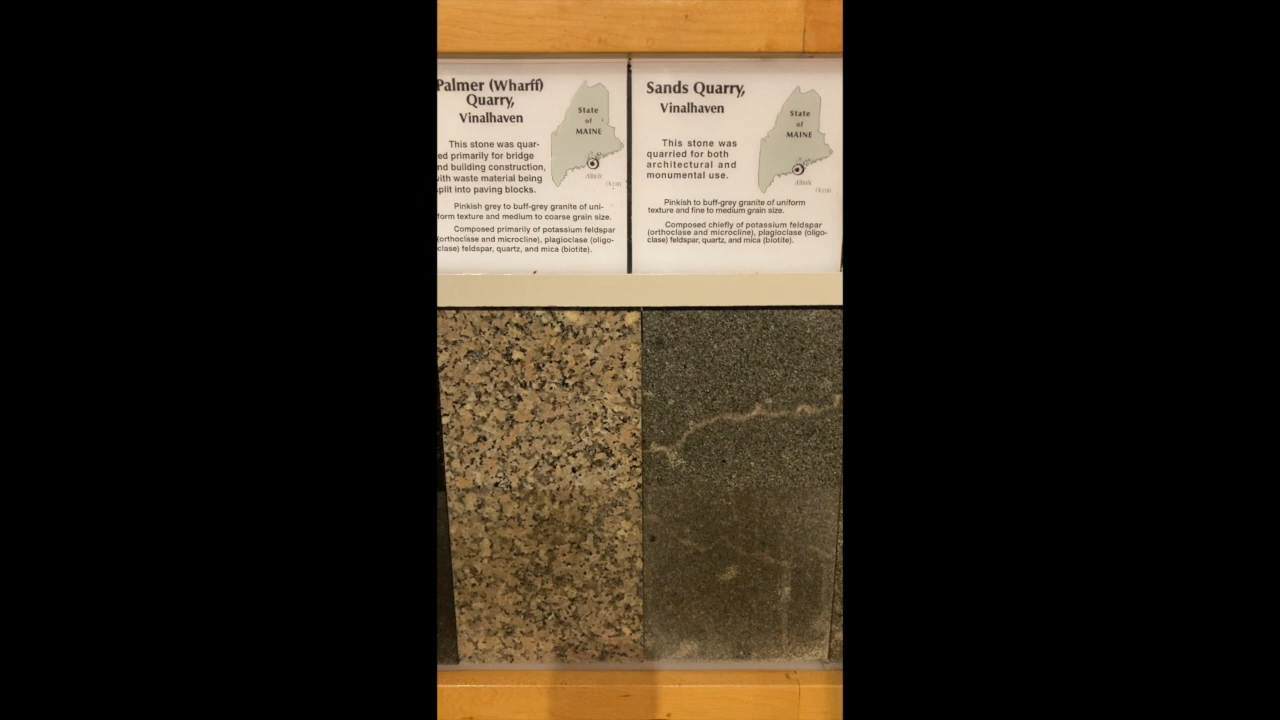 Palmer (Wharff)
Quarry,
Vinalhaven
State
of
MAINE
Atlantic
Ocean
This stone was quar-
ed primarily for bridge
nd building construction,
ith waste material being
split into paving blocks.
Pinkish grey to buff-grey granite of uni-
form texture and medium to coarse grain size.
Composed primarily of potassium feldspar
(orthoclase and microcline), plagioclase (oligo-
clase) feldspar, quartz, and mica (biotite).
Sands Quarry,
Vinalhaven
State
of
MAINE
Atlantic
Ocean
This stone was
quarried for both
architectural and
monumental use.
Pinkish to buff-grey granite of uniform
texture and fine to medium grain size.
Composed chiefly of potassium feldspar
(orthoclase and microcline), plagioclase (oligo-
clase) feldspar, quartz, and mica (biotite).